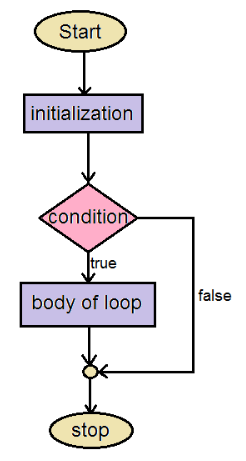 Start
initialization
condition
true
body of loop
false
stop